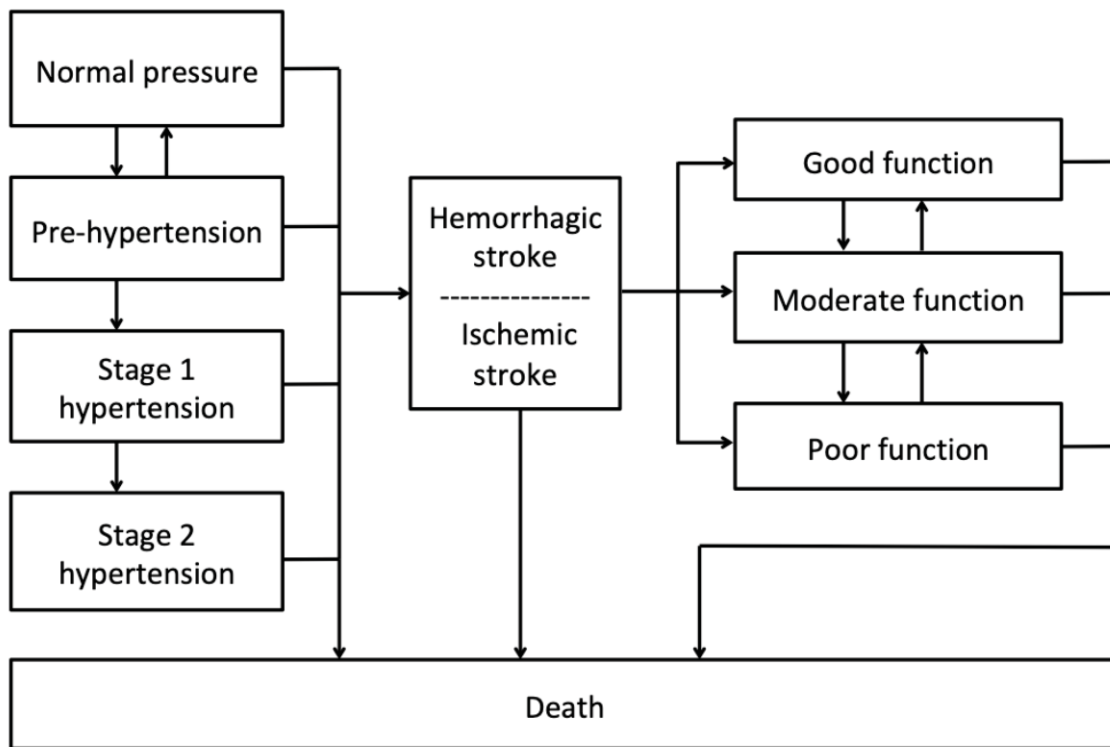 Normal pressure
Pre-hypertension
Stage 1
hypertension
Stage 2
hypertension
Hemorrhagic
stroke
Ischemic
stroke
Good function
Moderate function
Poor function
Death